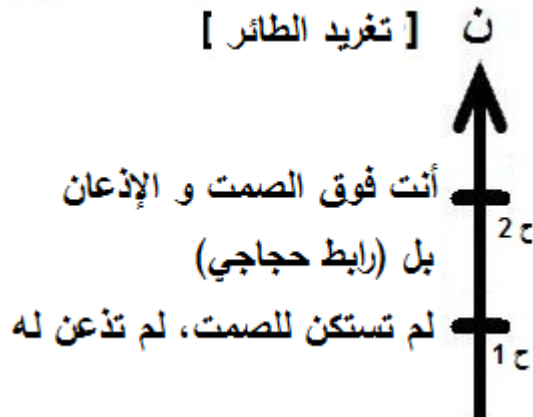 ن [ تغريد الطائر ]
أنت فوق الصمت و الإذعان
ح 2
بل (رابط حجاجي)
لم تستكن للصمت، لم تذعن له
ح 1